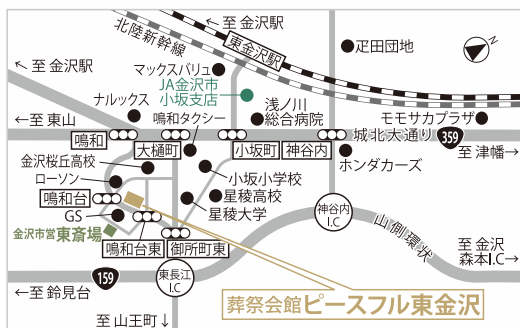 ←至 金沢駅
↗至 金沢駅
北陸新幹線
東金沢駅
疋田団地
N
マックスバリュ
JA金沢市
小坂支店
ナルックス
鳴和タクシー
浅ノ川
総合病院
モモサカプラザ
←至 東山
城北大通り
359
鳴和
大樋町
小坂町
神谷内
至 津幡→
金沢桜丘高校
ローソン
小坂小学校
ホンダカーズ
鳴和台
星稜高校
GS
星稜大学
神谷内
I.C
山側環状
金沢市営東斎場
鳴和台東
御所町東
至 金沢
森本I.C→
159
東長江
I.C
←至 鈴見台
葬祭会館ピースフル東金沢
至 山王町↓